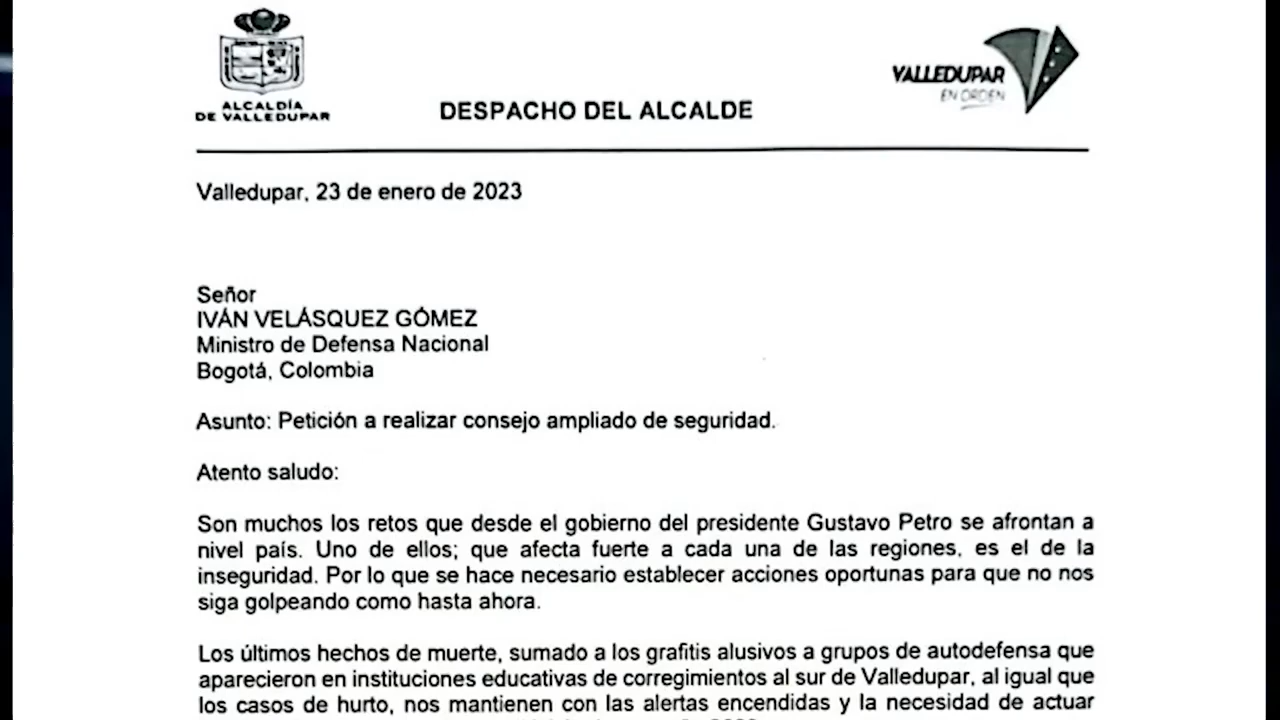 ALCALDÍA
DE VALLEDUPAR
DESPACHO DEL ALCALDE
VALLEDUPAR
EN ORDEN
Valledupar, 23 de enero de 2023
Señor
IVÁN VELÁSQUEZ GÓMEZ
Ministro de Defensa Nacional
Bogotá, Colombia
Asunto: Petición a realizar consejo ampliado de seguridad.
Atento saludo:
Son muchos los retos que desde el gobierno del presidente Gustavo Petro se afrontan a
nivel país. Uno de ellos; que afecta fuerte a cada una de las regiones, es el de la
inseguridad. Por lo que se hace necesario establecer acciones oportunas para que no nos
siga golpeando como hasta ahora.
Los últimos hechos de muerte, sumado a los grafitis alusivos a grupos de autodefensa que
aparecieron en instituciones educativas de corregimientos al sur de Valledupar, al igual que
los casos de hurto, nos mantienen con las alertas encendidas y la necesidad de actuar